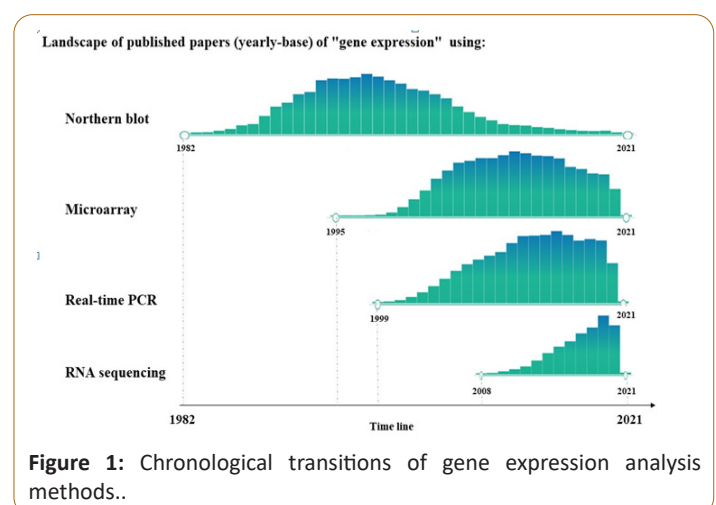 Landscape of published papers (yearly-base) of "gene expression" using:
Northern blot
1982
2021
Microarray
1995
2021
Real-time PCR
1999
2021
RNA sequencing
2008
2021
1982
Time line
2021
Figure 1: Chronological transitions of gene expression analysis
methods..